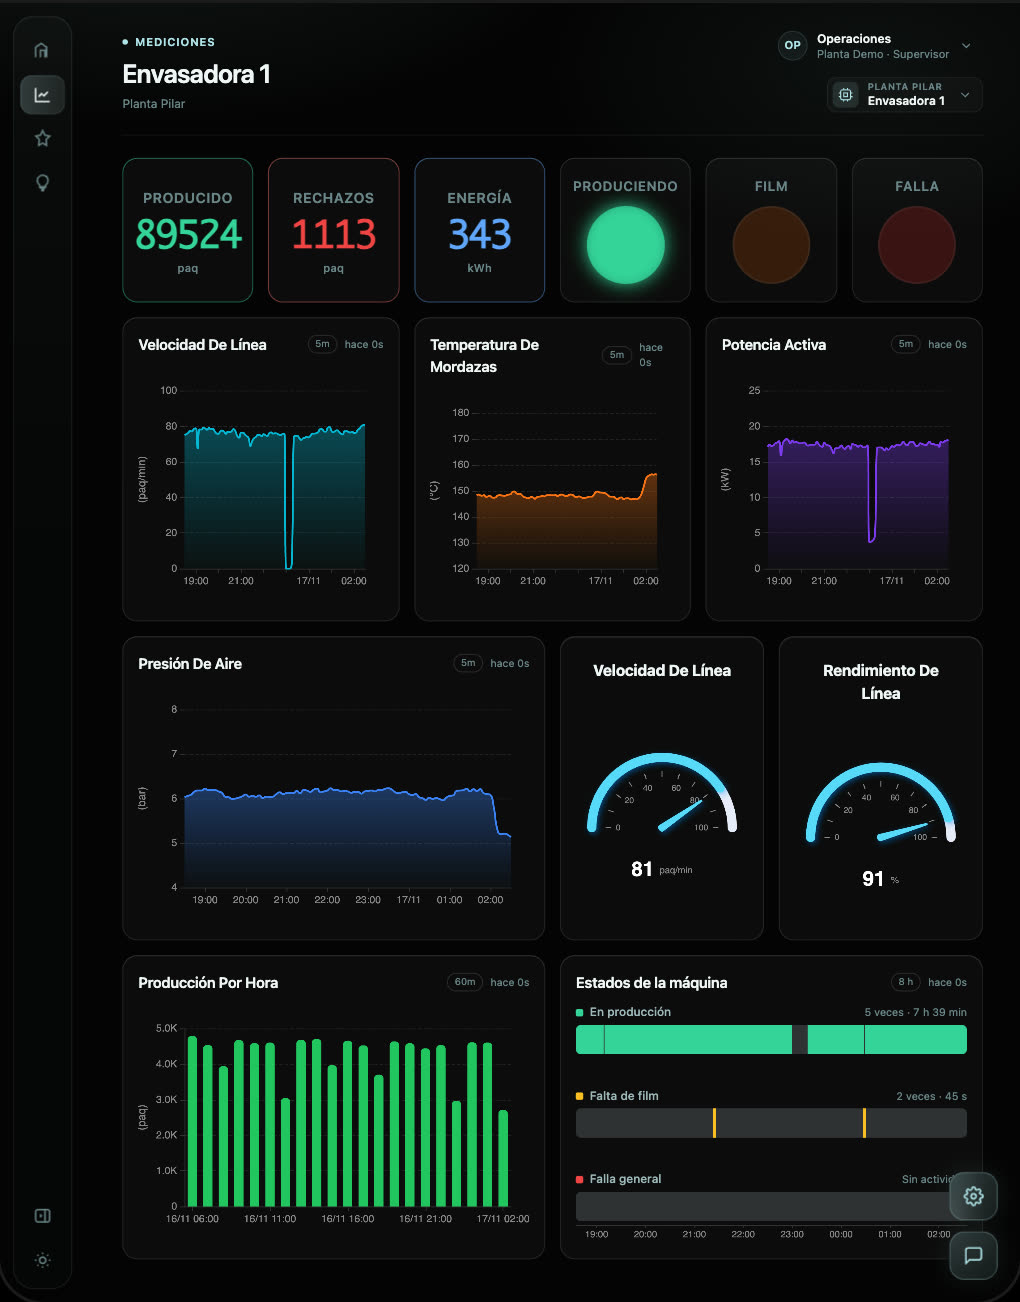 MEDICIONES
Envasadora 1
Planta Pilar
OP
Operaciones
Planta Demo · Supervisor
PLANTA PILAR
Envasadora 1
PRODUCIDO
89524
paq
RECHAZOS
1113
paq
ENERGÍA
343
kWh
PRODUCIENDO
FILM
FALLA
Velocidad De Línea
5m
hace 0s
(paq/min)
100
80
60
40
20
0
19:00
21:00
17/11
02:00
Temperatura De
Mordazas
5m
hace
0s
(°C)
180
170
160
150
140
130
120
19:00
21:00
17/11
02:00
Potencia Activa
5m
hace 0s
(kW)
25
20
15
10
5
0
19:00
21:00
17/11
02:00
Presión De Aire
5m
hace 0s
(bar)
8
7
6
5
4
19:00
20:00
21:00
22:00
23:00
17/11
01:00
02:00
Velocidad De Línea
0
20
40
60
80
100
81 paq/min
Rendimiento De
Línea
0
20
40
60
80
100
91 %
Producción Por Hora
60m
hace 0s
(paq)
5.0K
4.0K
3.0K
2.0K
1.0K
0
16/11 06:00
16/11 11:00
16/11 16:00
16/11 21:00
17/11 02:00
Estados de la máquina
8 h
hace 0s
En producción
5 veces · 7 h 39 min
Falta de film
2 veces · 45 s
Falla general
Sin activid
19:00
20:00
21:00
22:00
23:00
00:00
01:00
02:00